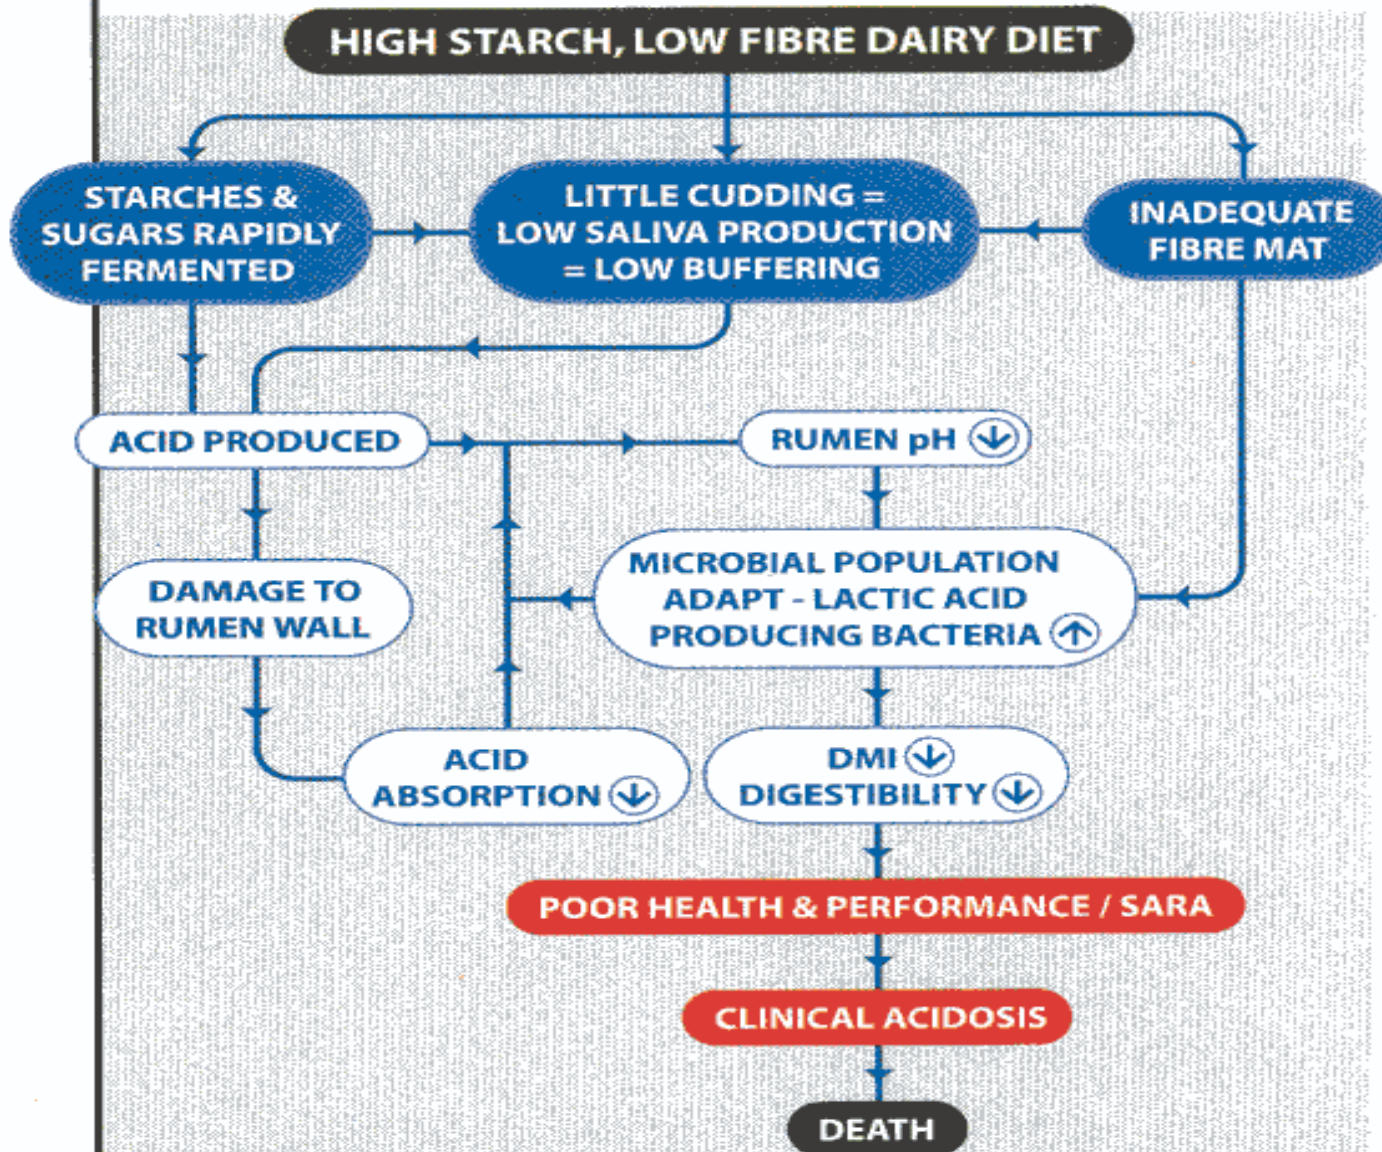 HIGH STARCH, LOW FIBRE DAIRY DIET
STARCHES &
SUGARS RAPIDLY
FERMENTED
LITTLE CUDDING =
LOW SALIVA PRODUCTION
= LOW BUFFERING
INADEQUATE
FIBRE MAT
ACID PRODUCED
RUMEN pH
DAMAGE TO
RUMEN WALL
MICROBIAL POPULATION
ADAPT - LACTIC ACID
PRODUCING BACTERIA
ACID
ABSORPTION
DMI
DIGESTIBILITY
POOR HEALTH & PERFORMANCE / SARA
CLINICAL ACIDOSIS
DEATH